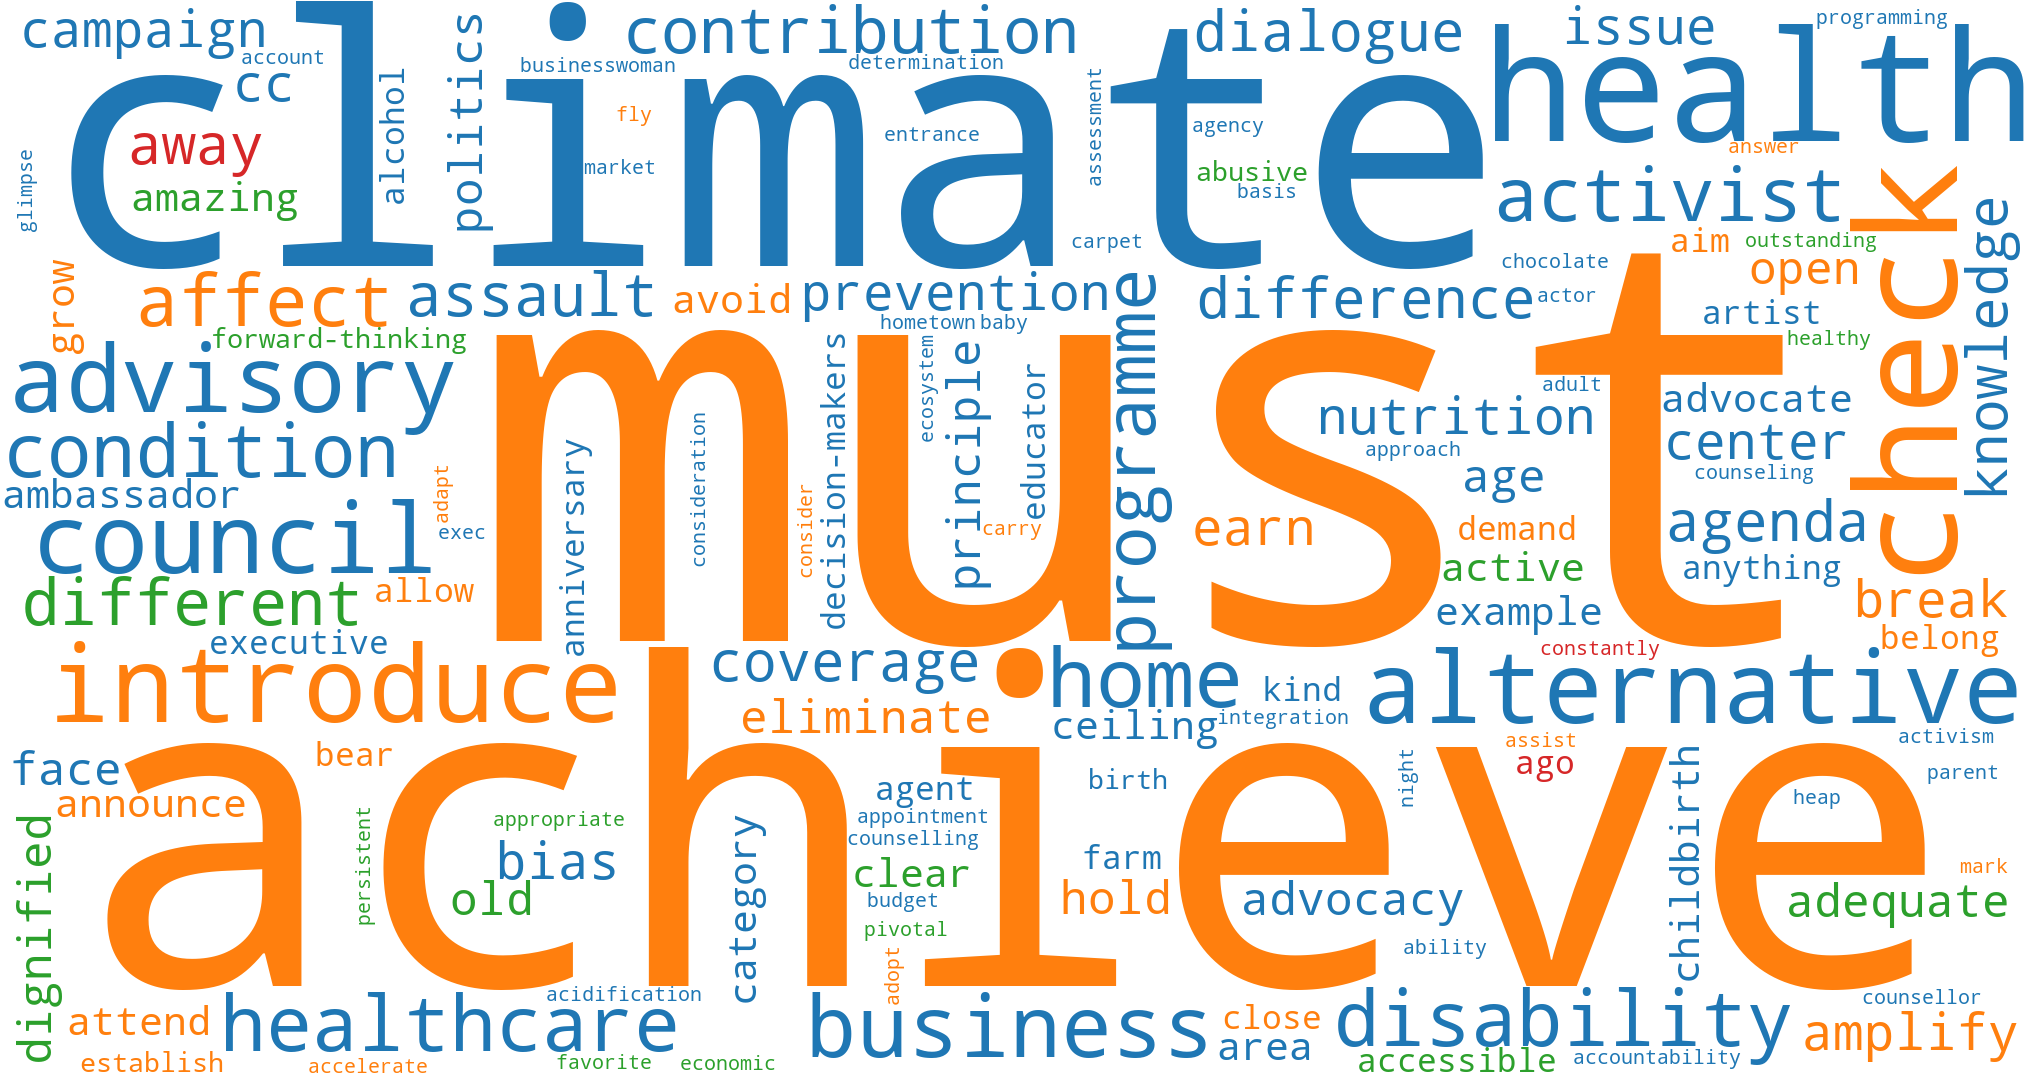 campaign
climate
contribution
dialogue
issue
programming
health
account
cc
alcohol
politics
businesswoman
determination
assessment
away
fly
entrance
agency
answer
glimpse
amazing
market
abusive
basis
activist
check
knowledge
carpet
aim
outstanding
grow
affect
assault
avoid
prevention
programme
difference
chocolate
open
actor
artist
forward-thinking
hometown
baby
must
healthy
advisory
decision-makers
ecosystem
principle
educator
adult
nutrition
advocate
condition
consideration
approach
center
ambassador
adapt
anniversary
age
counseling
council
exec
consider
carry
earn
demand
agenda
different
allow
active
anything
example
break
executive
constantly
belong
introduce
coverage
home
kind
alternative
eliminate
ceiling
integration
face
bear
achieve
assist
ago
activism
announce
agent
birth
night
childbirth
parent
heap
dignified
persistent
appropriate
category
appointment
counselling
bias
clear
farm
mark
old
budget
hold
advocacy
adequate
pivotal
adopt
ability
attend
healthcare
acidification
business
close
disability
counsellor
amplify
establish
accelerate
favorite
economic
area
accessible
accountability